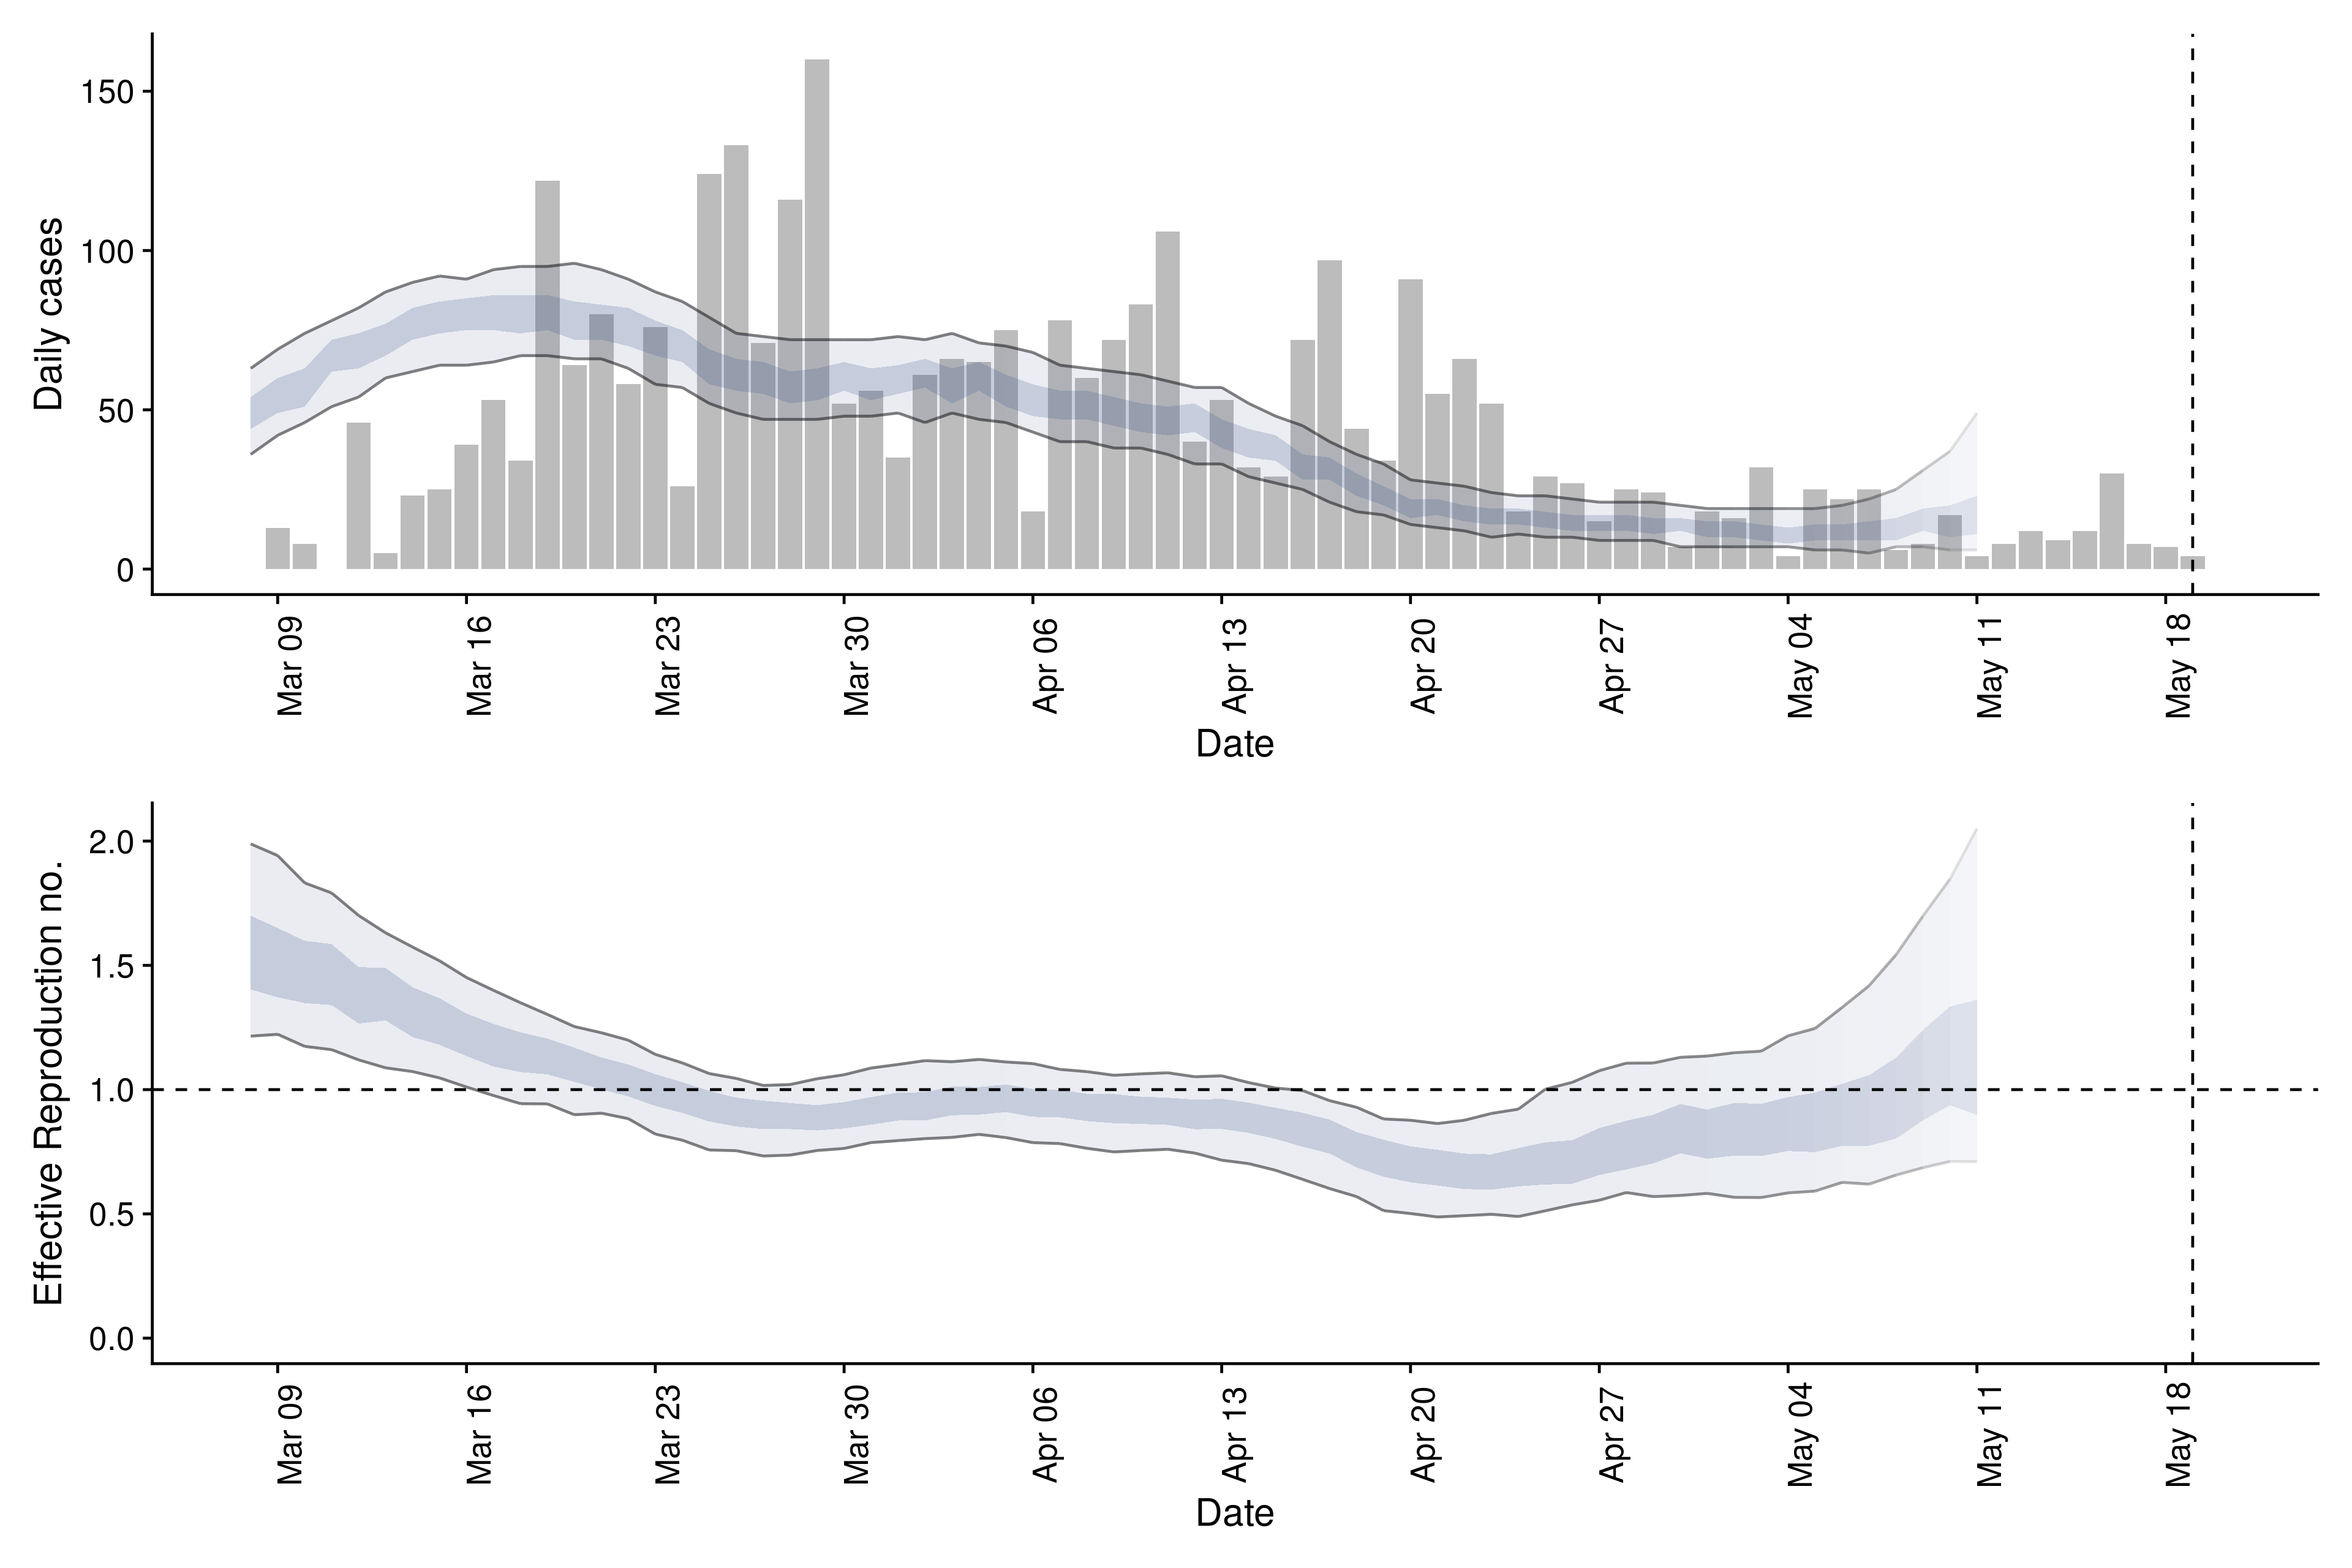 Daily cases
150
100
50
0
Mar 09
Mar 16
Mar 23
Mar 30
Apr 06
Apr 13
Apr 20
Apr 27
May 04
May 11
May 18
Date
Effective Reproduction no.
2.0
1.5
1.0
0.5
0.0
Mar 09
Mar 16
Mar 23
Mar 30
Apr 06
Apr 13
Apr 20
Apr 27
May 04
May 11
May 18
Date